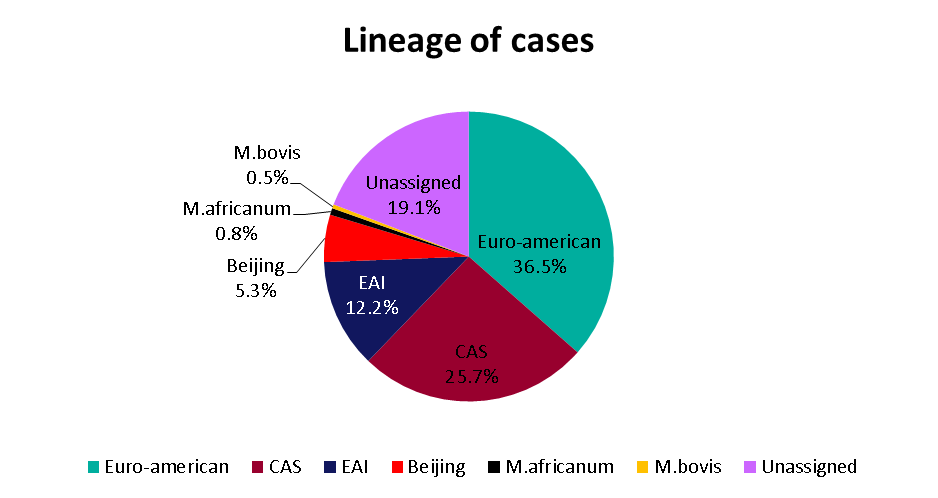 Lineage of cases
M.bovis
0.5%
Unassigned
19.1%
M.africanum
0.8%
Euro-american
36.5%
Beijing
5.3%
EAI
12.2%
CAS
25.7%
Euro-american CAS EAI Beijing M.africanum M.bovis Unassigned